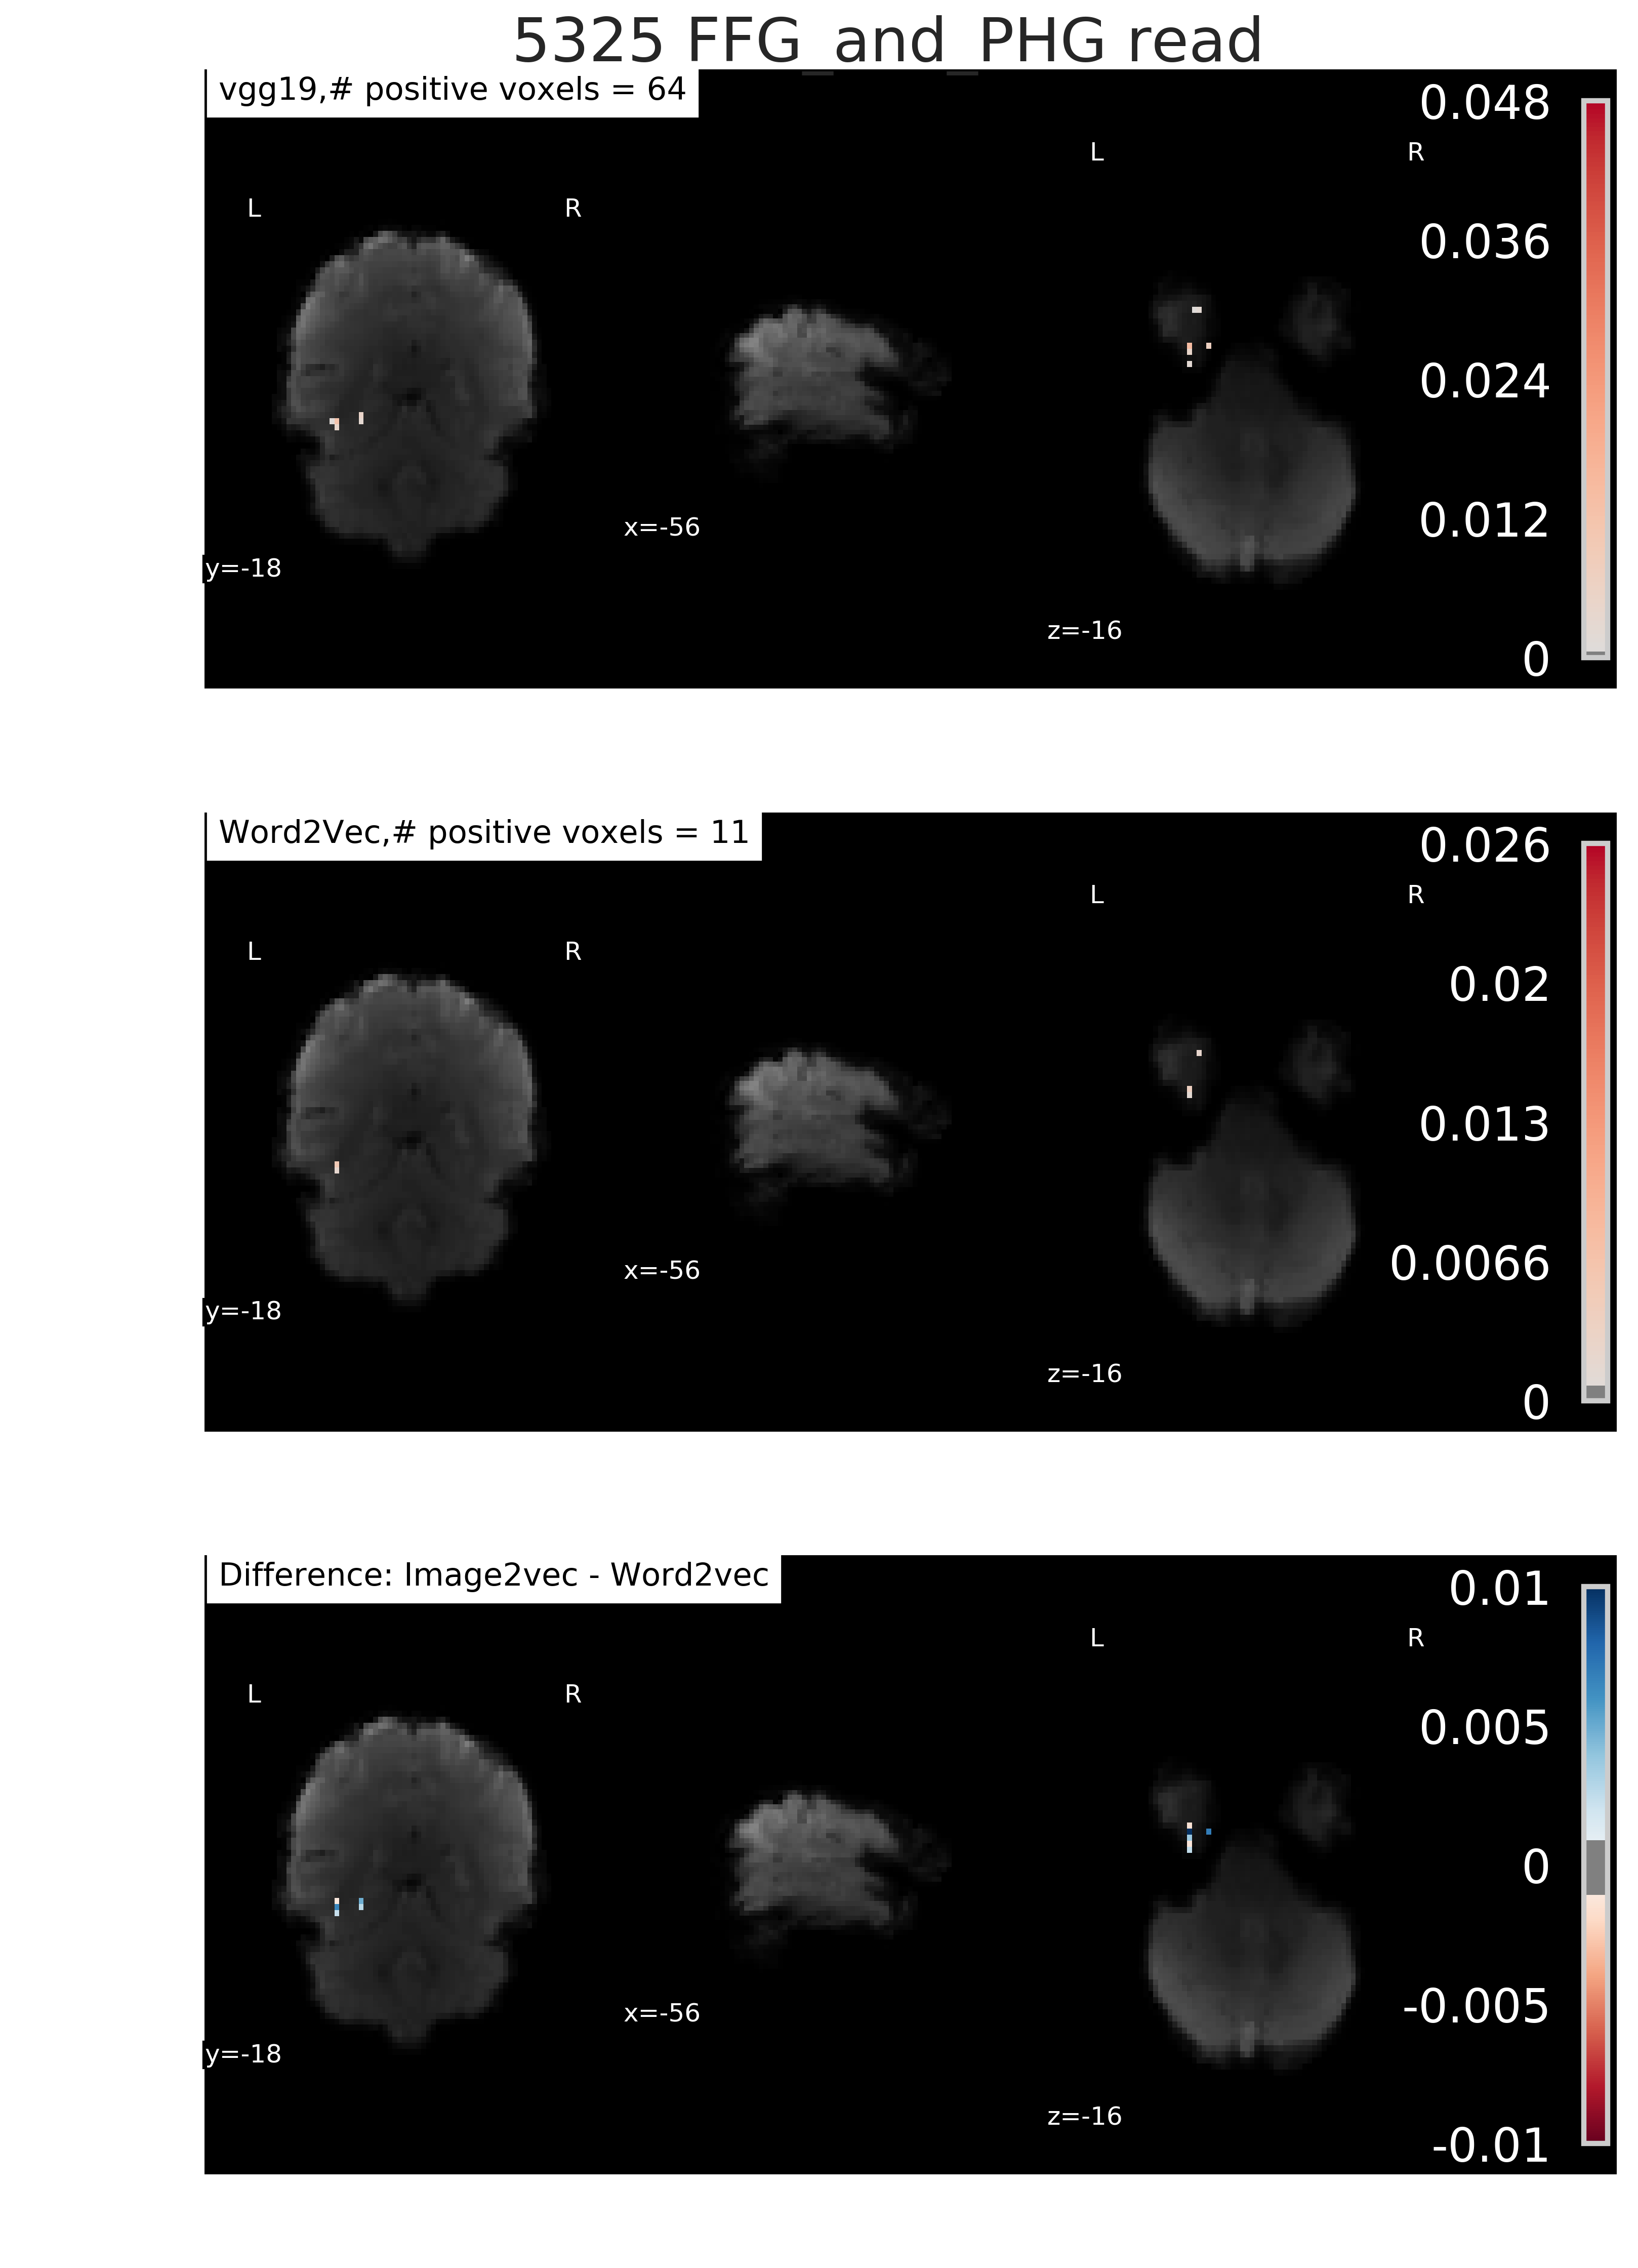 5325 FFG_and_PHG read
vgg19,# positive voxels = 64
L
R
L
R
y=-18
x=-56
z=-16
0.048
0.036
0.024
0.012
0
Word2Vec,# positive voxels = 11
L
R
L
R
y=-18
x=-56
z=-16
0.026
0.02
0.013
0.0066
0
Difference: Image2vec - Word2vec
L
R
L
R
y=-18
x=-56
z=-16
0.01
0.005
0
-0.005
-0.01